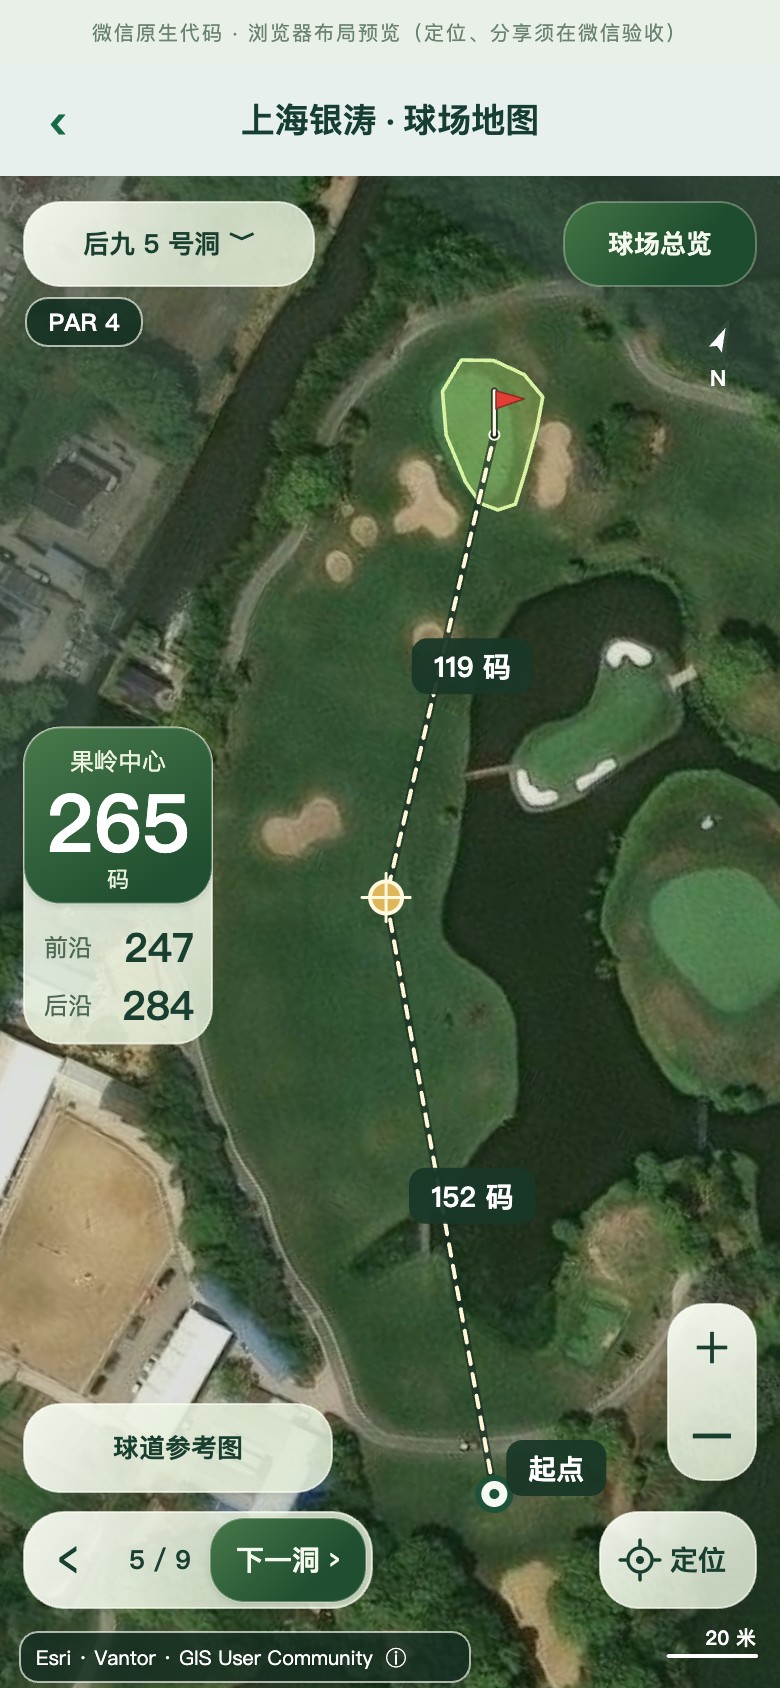 微信原生代码 · 浏览器布局预览（定位、分享须在微信验收）
‹ 上海银涛 · 球场地图
后九 5 号洞 ﹀
球场总览
PAR 4
N
119 码
果岭中心
265
码
前沿 247
后沿 284
152 码
+
−
球道参考图
起点
< 5 / 9 下一洞 ›
定位
20 米
Esri · Vantor · GIS User Community ⓘ